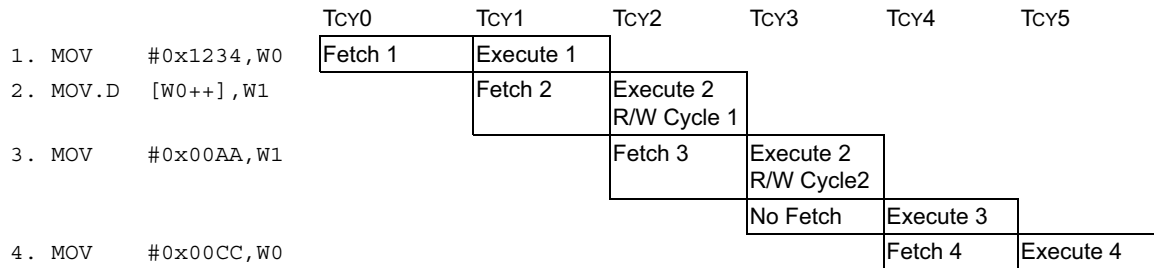 TCY0 TCY1 TCY2 TCY3 TCY4 TCY5
1. MOV #0x1234,W0 Fetch 1 Execute 1
2. MOV.D [W0++],W1 Fetch 2 Execute 2
R/W Cycle 1
3. MOV #0x00AA,W1 Fetch 3 Execute 2
R/W Cycle2
No Fetch Execute 3
4. MOV #0x00CC,W0 Fetch 4 Execute 4